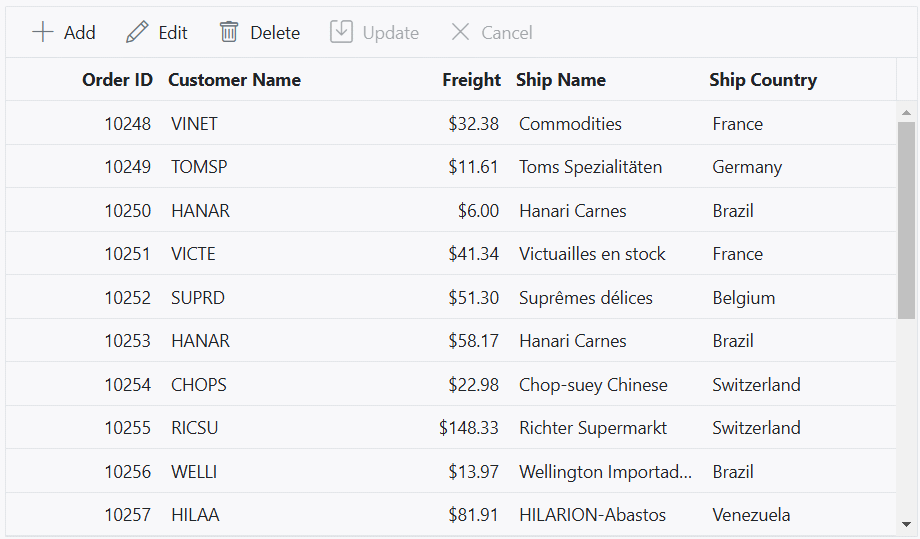 Add Edit Delete Update Cancel
Order ID Customer Name Freight Ship Name Ship Country
10248 VINET $32.38 Commodities France
10249 TOMSP $11.61 Toms Spezialitäten Germany
10250 HANAR $6.00 Hanari Carnes Brazil
10251 VICTE $41.34 Victuailles en stock France
10252 SUPRD $51.30 Suprêmes délices Belgium
10253 HANAR $58.17 Hanari Carnes Brazil
10254 CHOPS $22.98 Chop-suey Chinese Switzerland
10255 RICSU $148.33 Richter Supermarkt Switzerland
10256 WELLI $13.97 Wellington Importad... Brazil
10257 HILAA $81.91 HILARION-Abastos Venezuela